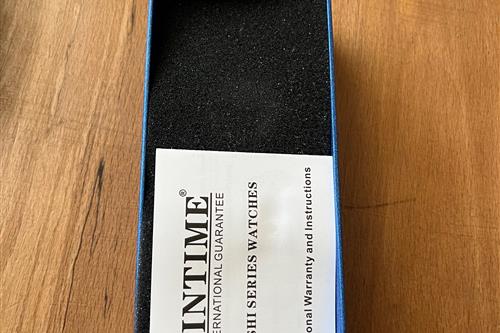 INTIME®
ERNATIONAL GUARANTEE
SHI SERIES WATCHES
onal Warranty and Instructions